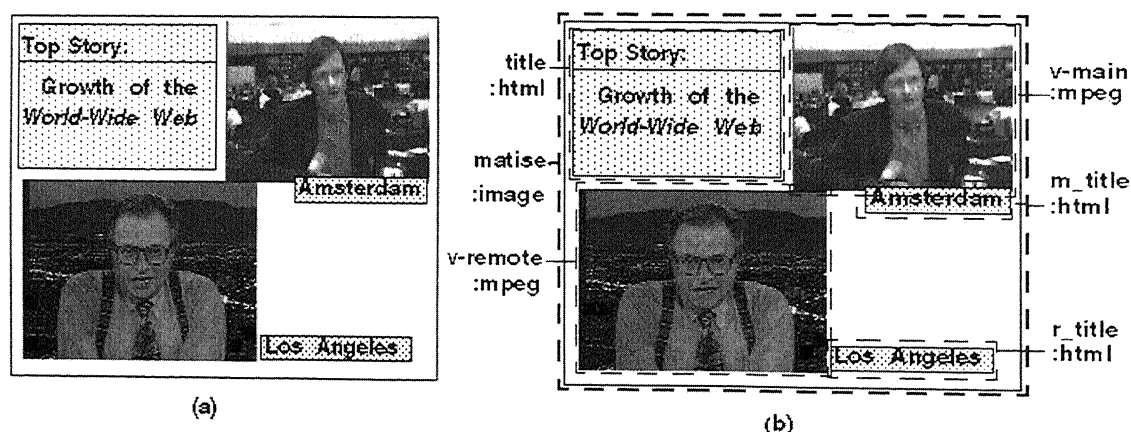 Top Story:
Growth of the
World-Wide Web
Amsterdam
Los Angeles
(a)
title
:html
matise
:image
v-remote
:mpeg
Top Story:
Growth of the
World-Wide Web
Amsterdam
Los Angeles
v-main
:mpeg
m_title
:html
r_title
:html
(b)